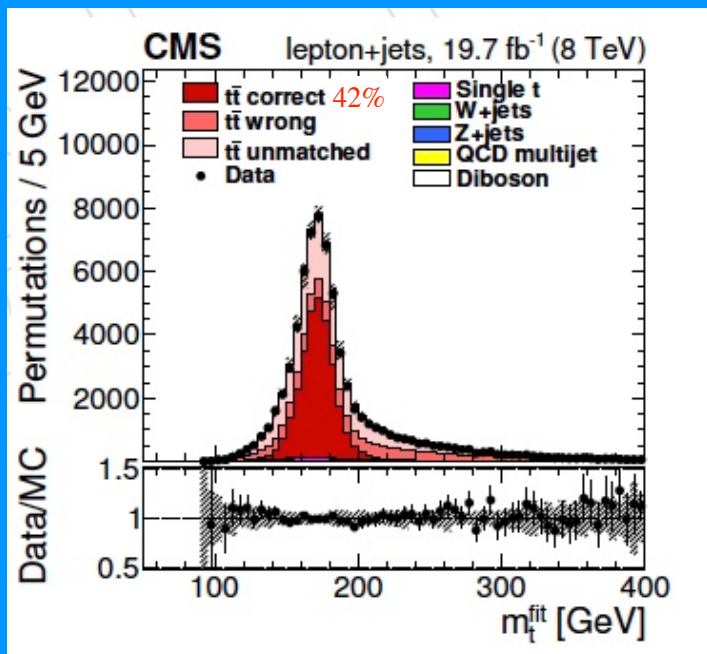 CMS lepton+jets, 19.7 fb⁻¹ (8 TeV)
Permutations / 5 GeV
12000
10000
8000
6000
4000
2000
tt̄ correct 42%
tt̄ wrong
tt̄ unmatched
Data
Single t
W+jets
Z+jets
QCD multijet
Diboson
Data/MC
1.5
1
0.5
100 200 300 400
mₜᶠⁱᵗ [GeV]